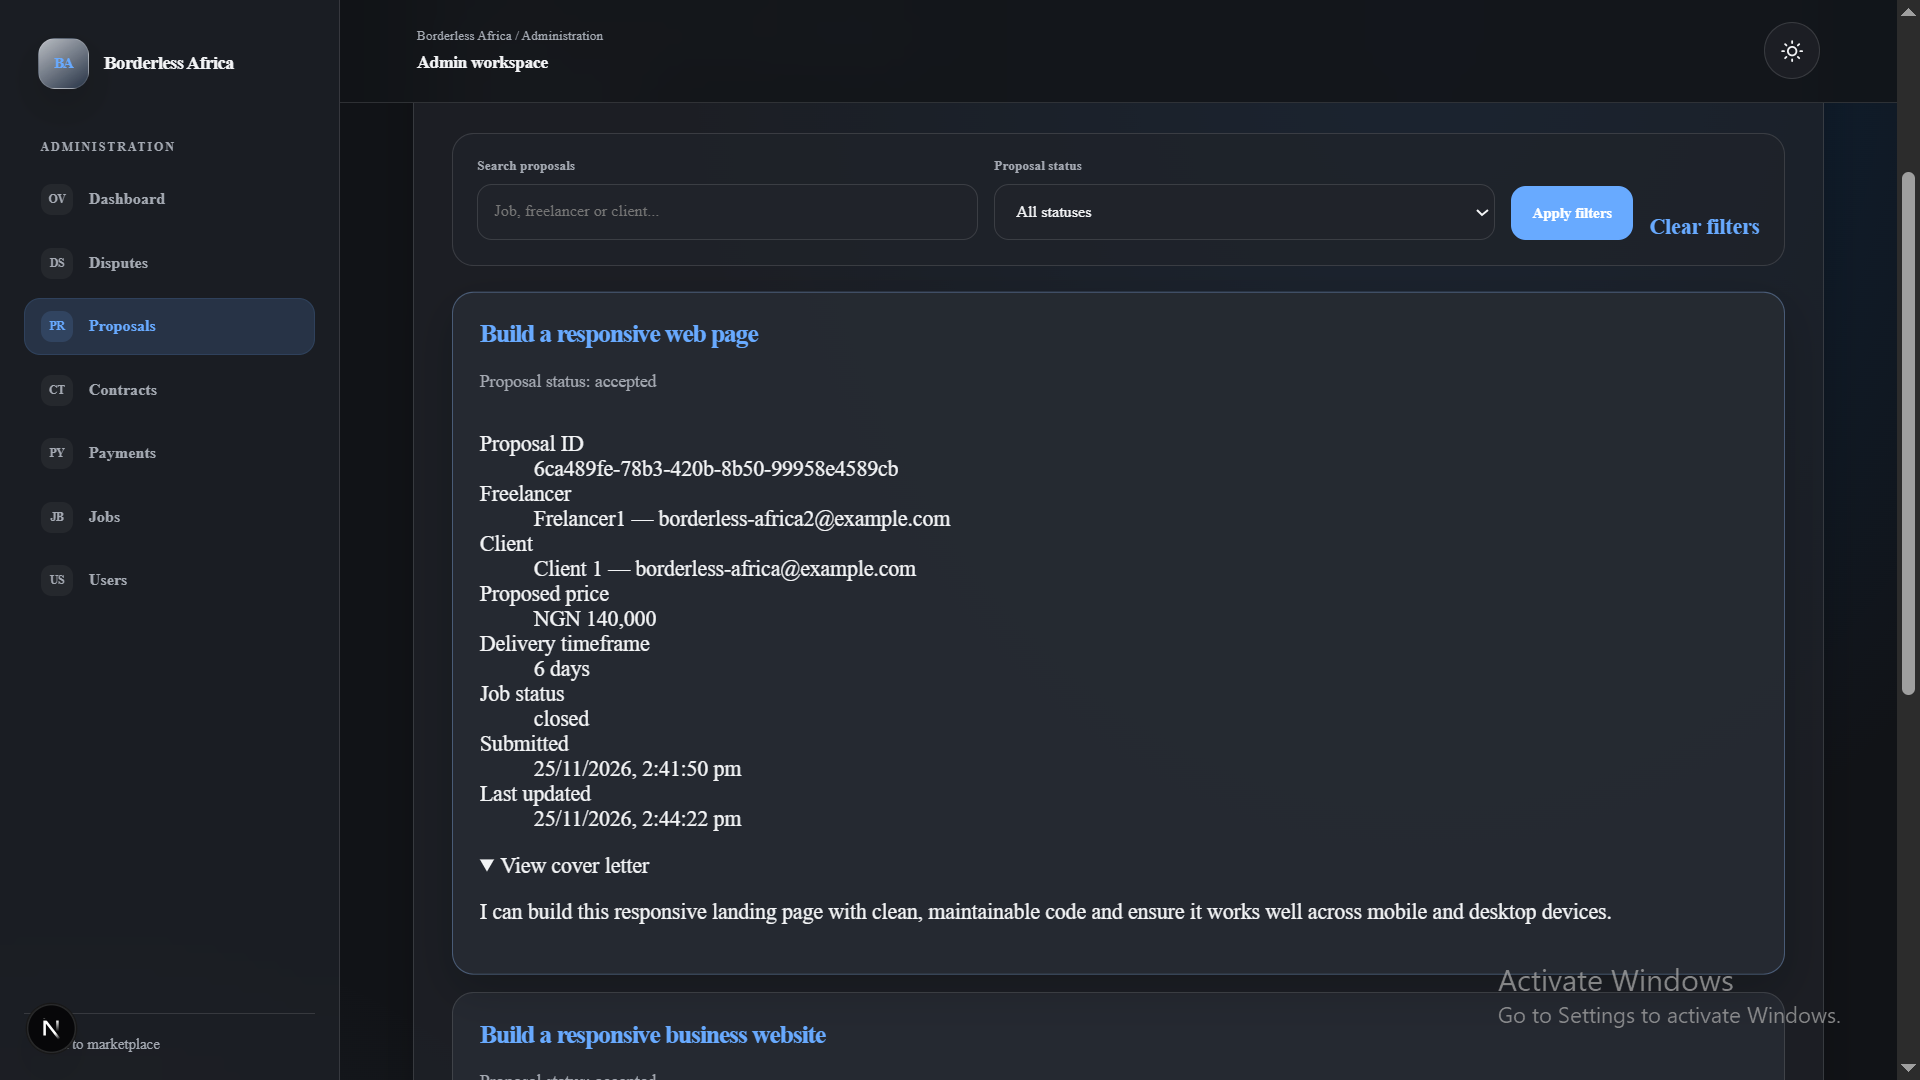 BA
Borderless Africa
ADMINISTRATION
OV Dashboard
DS Disputes
PR Proposals
CT Contracts
PY Payments
JB Jobs
US Users
N
to marketplace
Borderless Africa / Administration
Admin workspace
Search proposals
Job, freelancer or client...
Proposal status
All statuses
Apply filters
Clear filters
Build a responsive web page
Proposal status: accepted
Proposal ID
6ca489fe-78b3-420b-8b50-99958e4589cb
Freelancer
Frelancer1 — borderless-africa2@example.com
Client
Client 1 — borderless-africa@example.com
Proposed price
NGN 140,000
Delivery timeframe
6 days
Job status
closed
Submitted
25/11/2026, 2:41:50 pm
Last updated
25/11/2026, 2:44:22 pm
▼ View cover letter
I can build this responsive landing page with clean, maintainable code and ensure it works well across mobile and desktop devices.
Build a responsive business website
Proposal status: accepted
Activate Windows
Go to Settings to activate Windows.